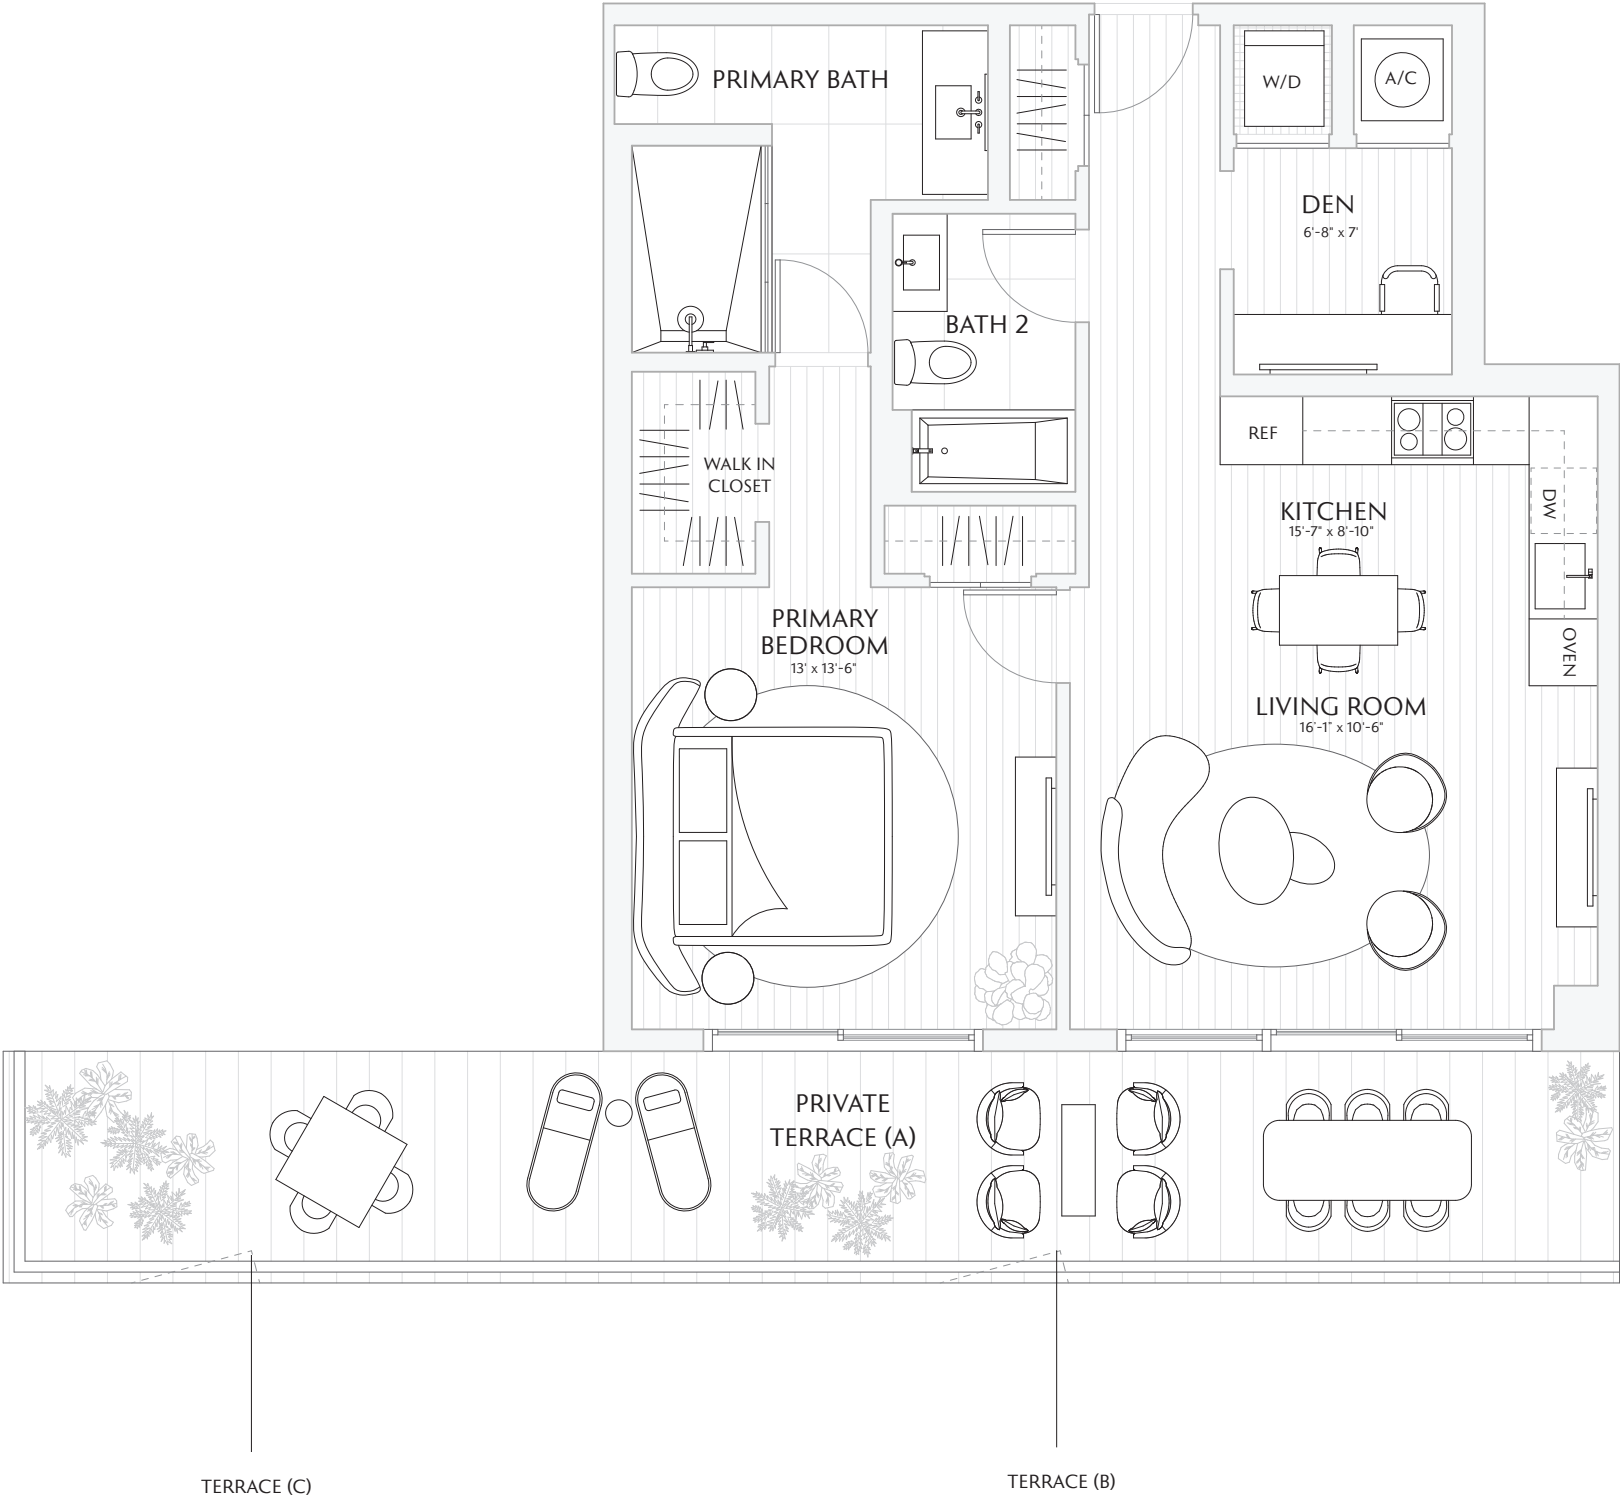 PRIMARY BATH
W/D
A/C
DEN
6'-8" x 7'
BATH 2
REF
WALK IN
CLOSET
DW
KITCHEN
15'-7" x 8'-10"
PRIMARY
BEDROOM
13' x 13'-6"
OVEN
LIVING ROOM
16'-1" x 10'-6"
PRIVATE
TERRACE (A)
TERRACE (C)
TERRACE (B)